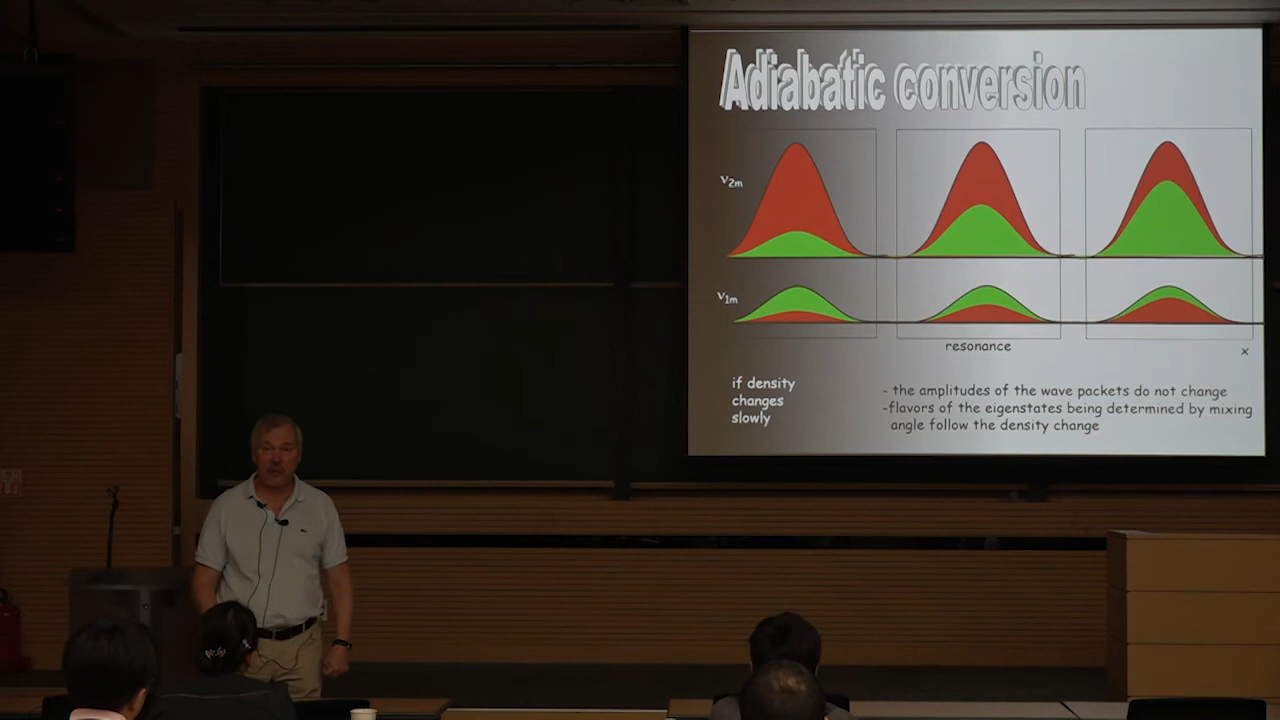 Adiabatic conversion
ν2m
ν1m
resonance
x
if density
changes
slowly
- the amplitudes of the wave packets do not change
-flavors of the eigenstates being determined by mixing
angle follow the density change